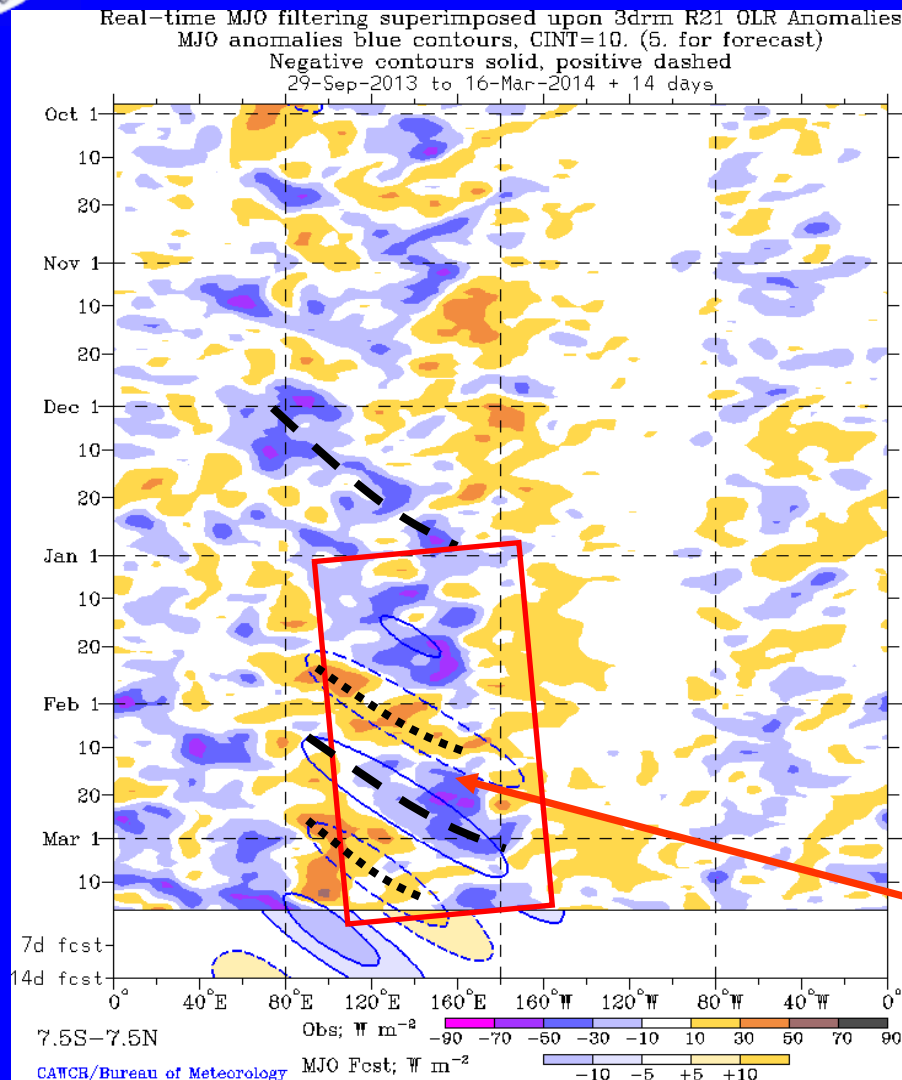 Real-time MJO filtering superimposed upon 3drm R21 OLR Anomalies
MJO anomalies blue contours, CINT=10. (5. for forecast)
Negative contours solid, positive dashed
29-Sep-2013 to 16-Mar-2014 + 14 days
Oct 1
10
20
Nov 1
10
20
Dec 1
10
20
Jan 1
10
20
Feb 1
10
20
Mar 1
10
7d fcst
14d fcst
0° 40°E 80°E 120°E 160°E 160°W 120°W 80°W 40°W 0°
7.5S-7.5N
Obs; W m-2
-90 -70 -50 -30 -10 10 30 50 70 90
CAWCR/Bureau of Meteorology
MJO Fcst; W m-2
-10 -5 +5 +10